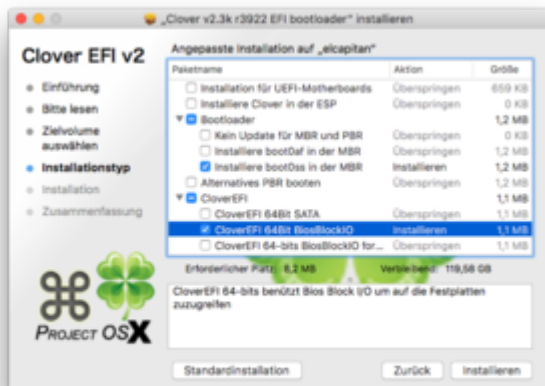 „Clover v2.3k r3922 EFI bootloader“ installieren
Clover EFI v2
Einführung
Bitte lesen
Zielvolume
auswählen
Installationstyp
Installation
Zusammenfassung
Angepasste Installation auf „elcapitan“
Paketname Aktion Größe
Installation für UEFI-Motherboards Überspringen 659 KB
Installiere Clover in der ESP Überspringen 0 KB
Bootloader 1,2 MB
Kein Update für MBR und PBR Überspringen 0 KB
Installiere boot0af in der MBR Überspringen 1,2 MB
Installiere boot0ss in der MBR Installieren 1,2 MB
Alternatives PBR booten Überspringen 1,2 MB
CloverEFI 1,1 MB
CloverEFI 64Bit SATA Überspringen 1,1 MB
CloverEFI 64Bit BiosBlockIO Installieren 1,1 MB
CloverEFI 64-bits BiosBlockIO for... Überspringen 1,1 MB
Erforderlicher Platz: 8,2 MB Verbleibend: 119,58 GB
CloverEFI 64-bits benützt Bios Block I/O um auf die Festplatten
zuzugreifen
PROJECT OSX
Standardinstallation Zurück Installieren